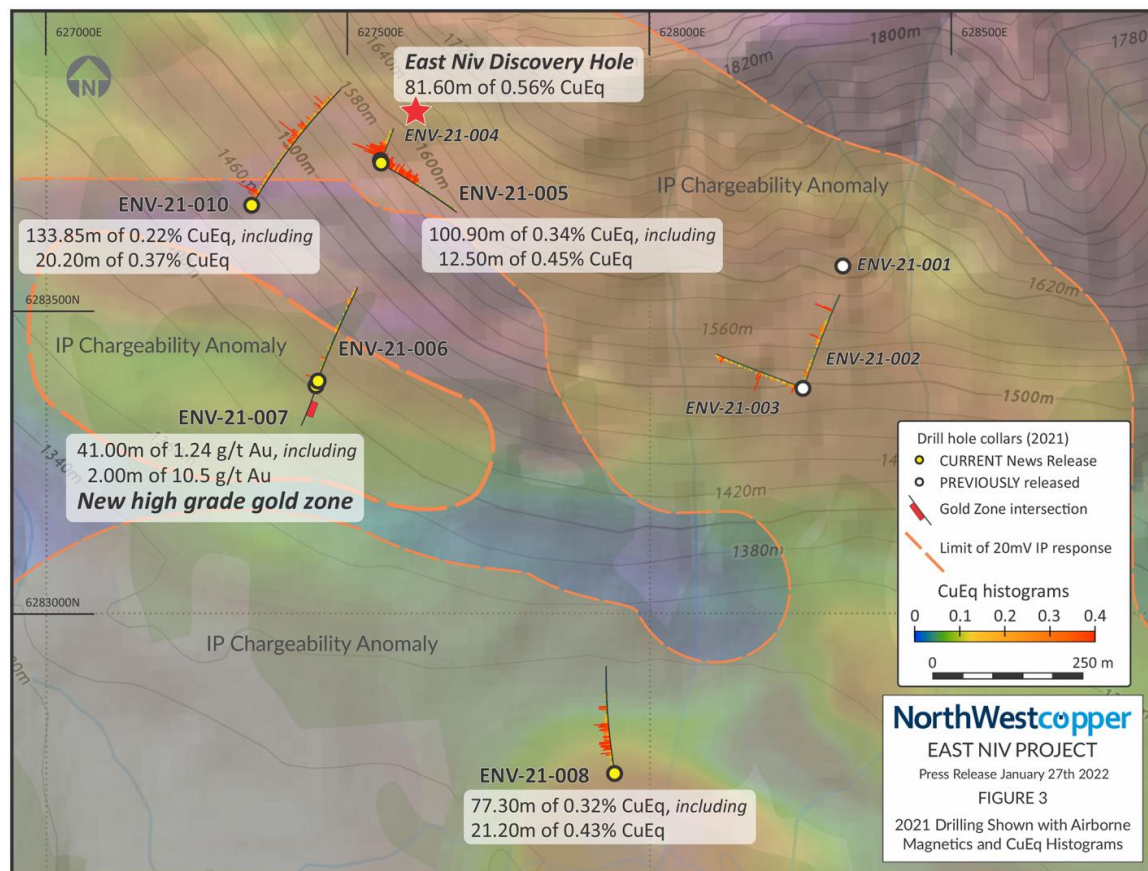 627000E
627500E
628000E
628500E
1640m
1800m
1820m
1780
N
East Niv Discovery Hole
81.60m of 0.56% CuEq
1580m
ENV-21-004
1500m
1600m
1460m
IP Chargeability Anomaly
ENV-21-005
ENV-21-010
133.85m of 0.22% CuEq, including
20.20m of 0.37% CuEq
100.90m of 0.34% CuEq, including
12.50m of 0.45% CuEq
ENV-21-001
1620m
6283500N
1560m
IP Chargeability Anomaly
ENV-21-006
ENV-21-002
1500m
ENV-21-003
ENV-21-007
41.00m of 1.24 g/t Au, including
2.00m of 10.5 g/t Au
New high grade gold zone
1340m
1420m
1380m
Drill hole collars (2021)
CURRENT News Release
PREVIOUSLY released
Gold Zone intersection
Limit of 20mV IP response
CuEq histograms
0 0.1 0.2 0.3 0.4
0 250 m
6283000N
IP Chargeability Anomaly
ENV-21-008
77.30m of 0.32% CuEq, including
21.20m of 0.43% CuEq
NorthWestcopper
EAST NIV PROJECT
Press Release January 27th 2022
FIGURE 3
2021 Drilling Shown with Airborne
Magnetics and CuEq Histograms